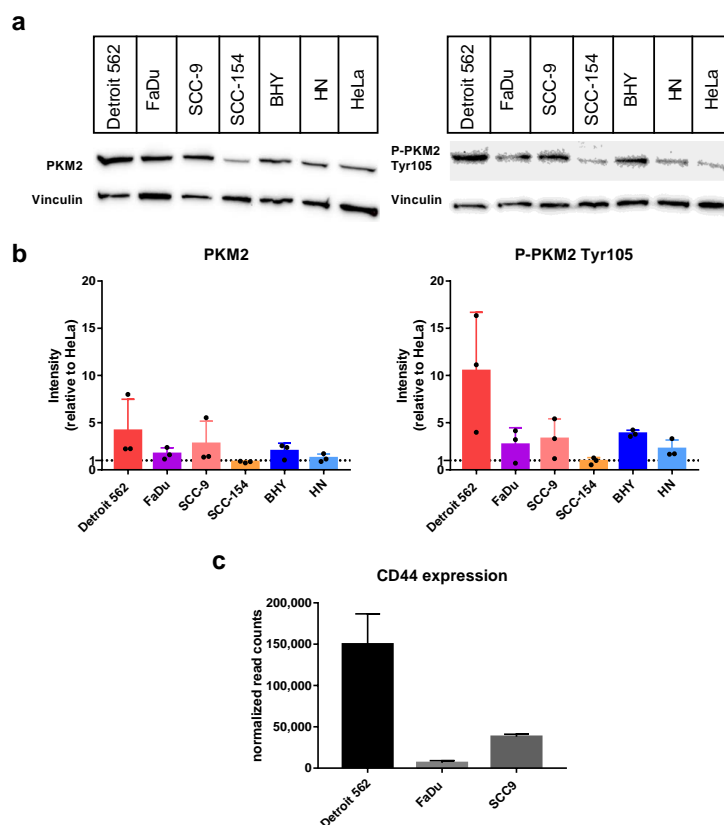 a
Detroit 562
FaDu
SCC-9
SCC-154
BHY
HN
HeLa
PKM2
Vinculin
Detroit 562
FaDu
SCC-9
SCC-154
BHY
HN
HeLa
P-PKM2
Tyr105
Vinculin
b
PKM2
Intensity
(relative to HeLa)
20
15
10
5
1
0
Detroit 562
FaDu
SCC-9
SCC-154
BHY
HN
P-PKM2 Tyr105
Intensity
(relative to HeLa)
20
15
10
5
1
0
Detroit 562
FaDu
SCC-9
SCC-154
BHY
HN
c
CD44 expression
normalized read counts
200,000
150,000
100,000
50,000
0
Detroit 562
FaDu
SCC9